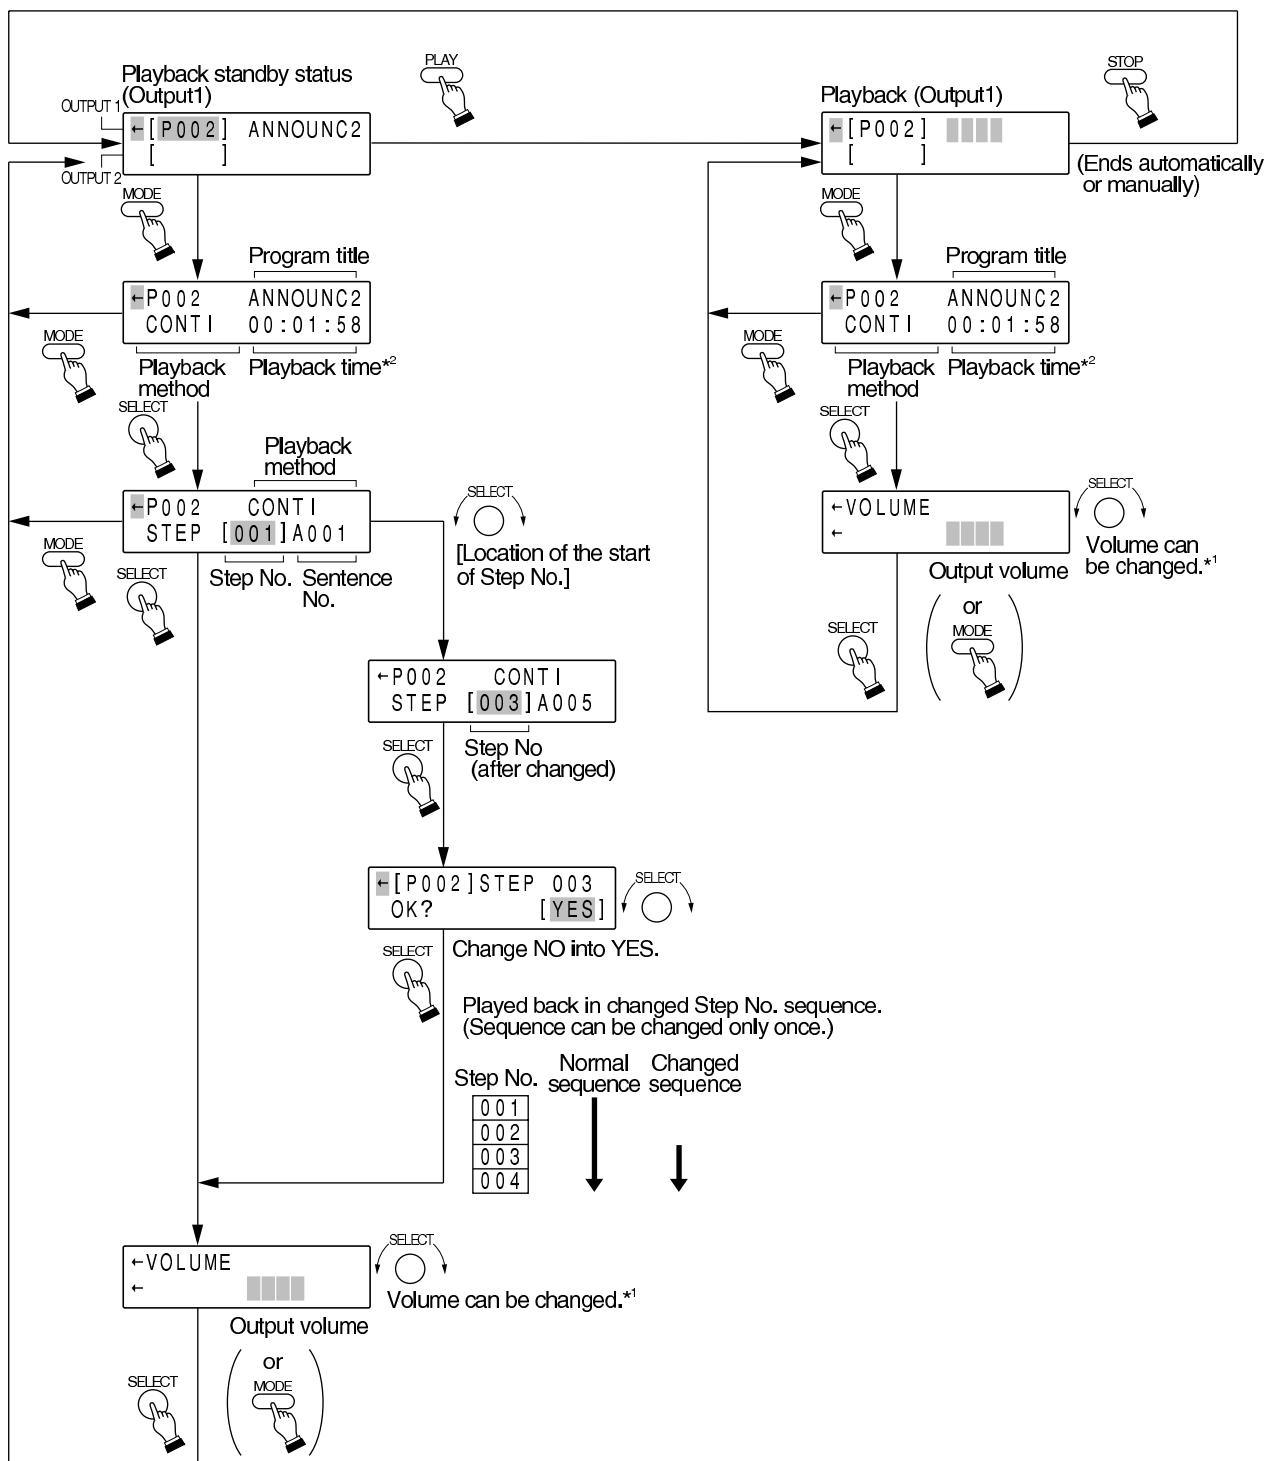 PLAY
STOP
Playback standby status
(Output1)
OUTPUT 1
←[P002] ANNOUNC2
[ ]
OUTPUT 2
Playback (Output1)
←[P002]
[ ]
(Ends automatically
or manually)
MODE
MODE
Program title
←P002 ANNOUNC2
CONTI 00:01:58
MODE
Playback
method
Playback time*2
Program title
←P002 ANNOUNC2
CONTI 00:01:58
MODE
Playback
method
Playback time*2
SELECT
SELECT
Playback
method
←P002 CONTI
STEP [001]A001
MODE
SELECT
Step No.
Sentence
No.
SELECT
[Location of the start
of Step No.]
←VOLUME
←
SELECT
Volume can
be changed.*1
Output volume
SELECT
or
MODE
←P002 CONTI
STEP [003]A005
SELECT
Step No
(after changed)
←[P002]STEP 003
OK? [YES]
SELECT
Change NO into YES.
SELECT
Played back in changed Step No. sequence.
(Sequence can be changed only once.)
Step No.
Normal
sequence
Changed
sequence
001
002
003
004
←VOLUME
←
SELECT
Volume can be changed.*1
Output volume
SELECT
or
MODE